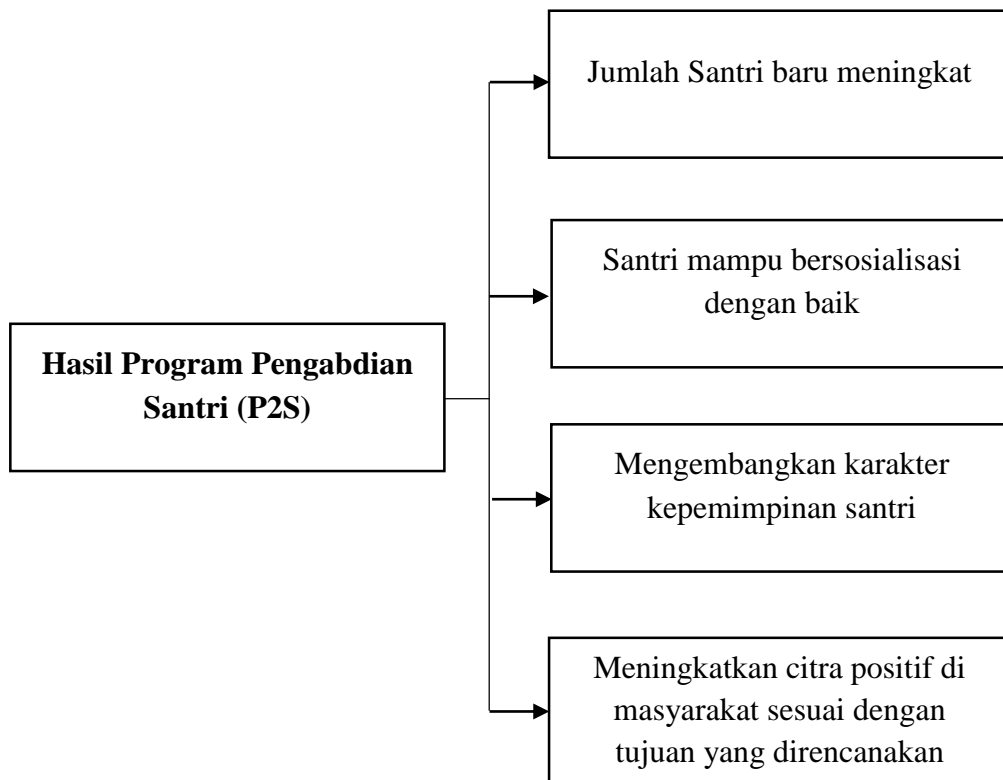 Jumlah Santri baru meningkat
Santri mampu bersosialisasi
dengan baik
Hasil Program Pengabdian
Santri (P2S)
Mengembangkan karakter
kepemimpinan santri
Meningkatkan citra positif di
masyarakat sesuai dengan
tujuan yang direncanakan